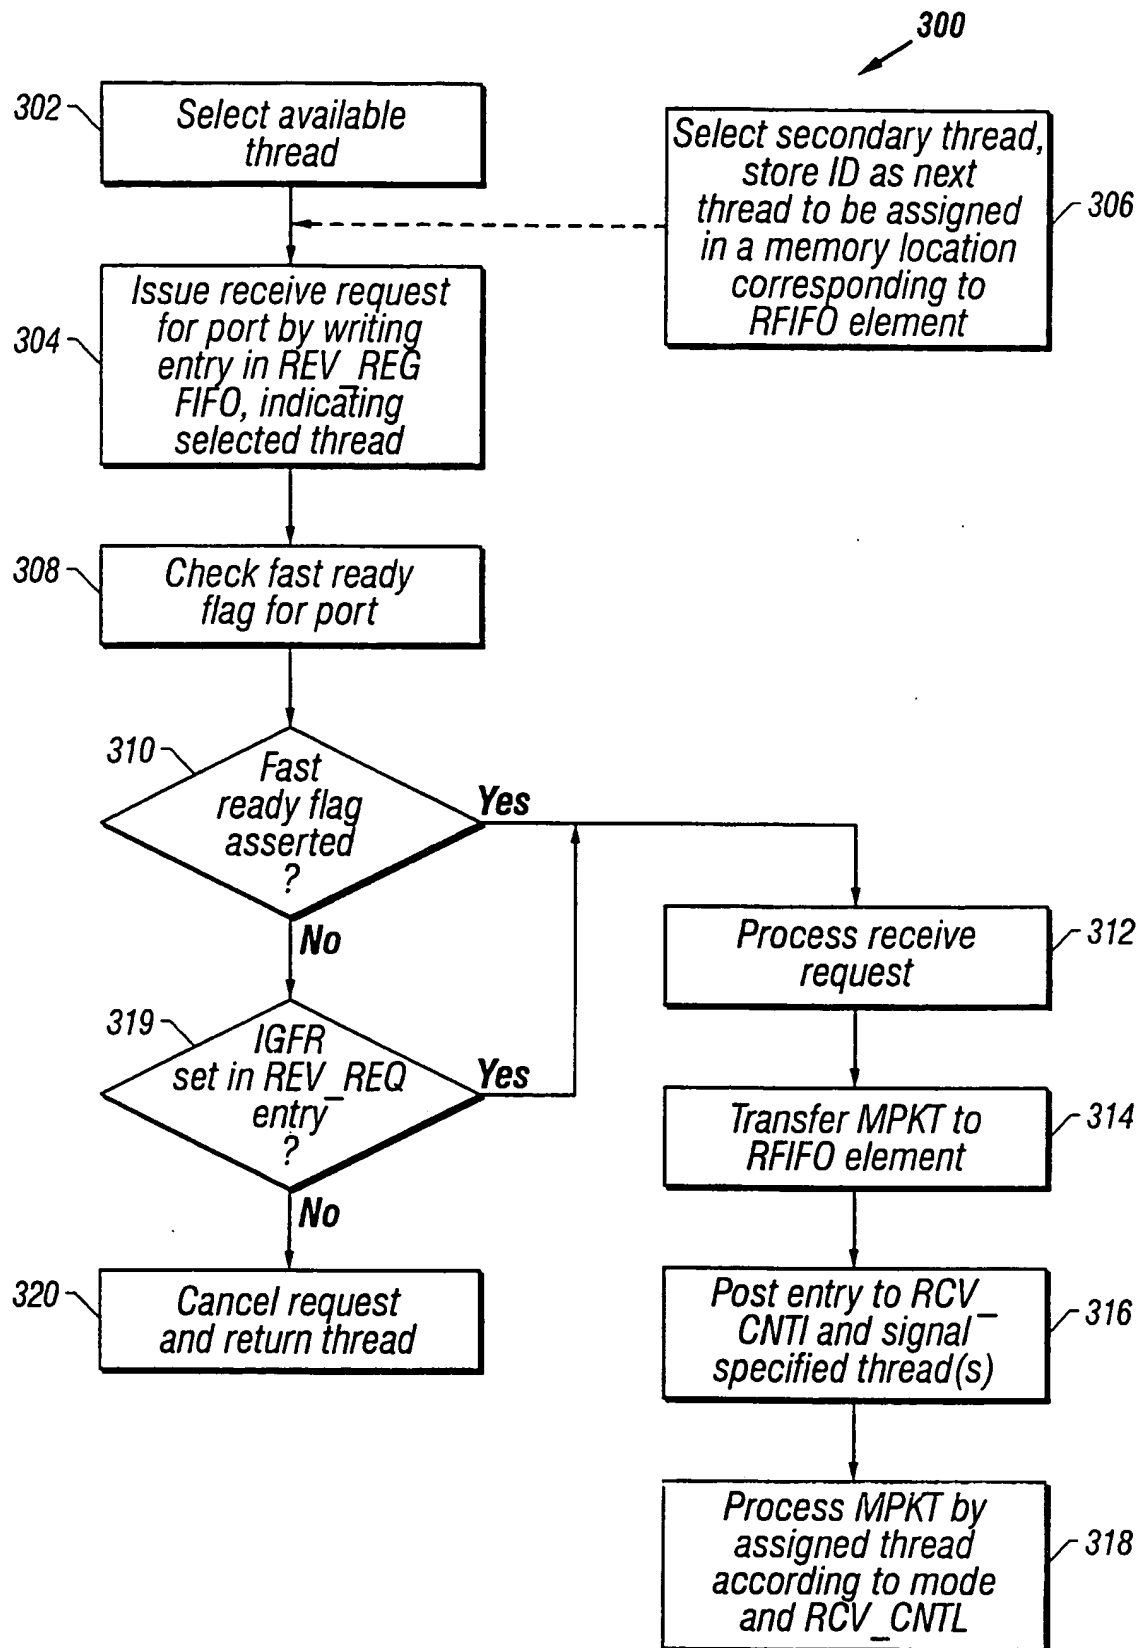 300
302
Select available
thread
Select secondary thread,
store ID as next
thread to be assigned
in a memory location
corresponding to
RFIFO element
306
304
Issue receive request
for port by writing
entry in REV_REG
FIFO, indicating
selected thread
308
Check fast ready
flag for port
310
Fast
ready flag
asserted
?
Yes
No
312
Process receive
request
319
IGFR
set in REV_REQ
entry
?
Yes
No
314
Transfer MPKT to
RFIFO element
320
Cancel request
and return thread
316
Post entry to RCV_
CNTI and signal
specified thread(s)
318
Process MPKT by
assigned thread
according to mode
and RCV_CNTL